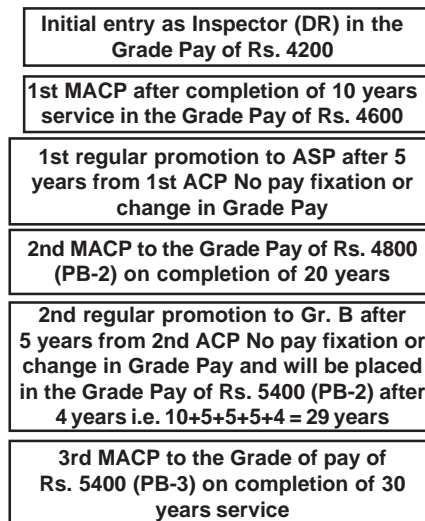 Initial entry as Inspector (DR) in the
Grade Pay of Rs. 4200
1st MACP after completion of 10 years
service in the Grade Pay of Rs. 4600
1st regular promotion to ASP after 5
years from 1st ACP No pay fixation or
change in Grade Pay
2nd MACP to the Grade Pay of Rs. 4800
(PB-2) on completion of 20 years
2nd regular promotion to Gr. B after
5 years from 2nd ACP No pay fixation or
change in Grade Pay and will be placed
in the Grade Pay of Rs. 5400 (PB-2) after
4 years i.e. 10+5+5+5+4 = 29 years
3rd MACP to the Grade of pay of
Rs. 5400 (PB-3) on completion of 30
years service